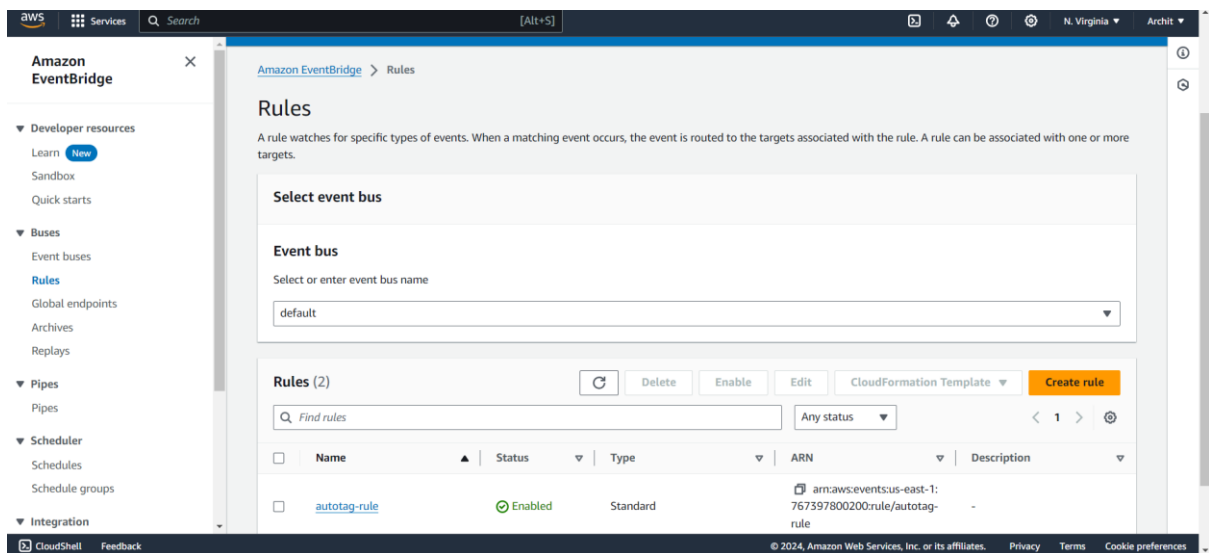 aws Services Search [Alt+S] N. Virginia Archit
Amazon
EventBridge
Developer resources
Learn New
Sandbox
Quick starts
Buses
Event buses
Rules
Global endpoints
Archives
Replays
Pipes
Pipes
Scheduler
Schedules
Schedule groups
Integration
Amazon EventBridge > Rules
Rules
A rule watches for specific types of events. When a matching event occurs, the event is routed to the targets associated with the rule. A rule can be associated with one or more
targets.
Select event bus
Event bus
Select or enter event bus name
default
Rules (2) Delete Enable Edit CloudFormation Template Create rule
Find rules Any status < 1 >
Name Status Type ARN Description
autotag-rule Enabled Standard arn:aws:events:us-east-1:
767397800200:rule/autotag- -
rule
CloudShell Feedback © 2024, Amazon Web Services, Inc. or its affiliates. Privacy Terms Cookie preferences